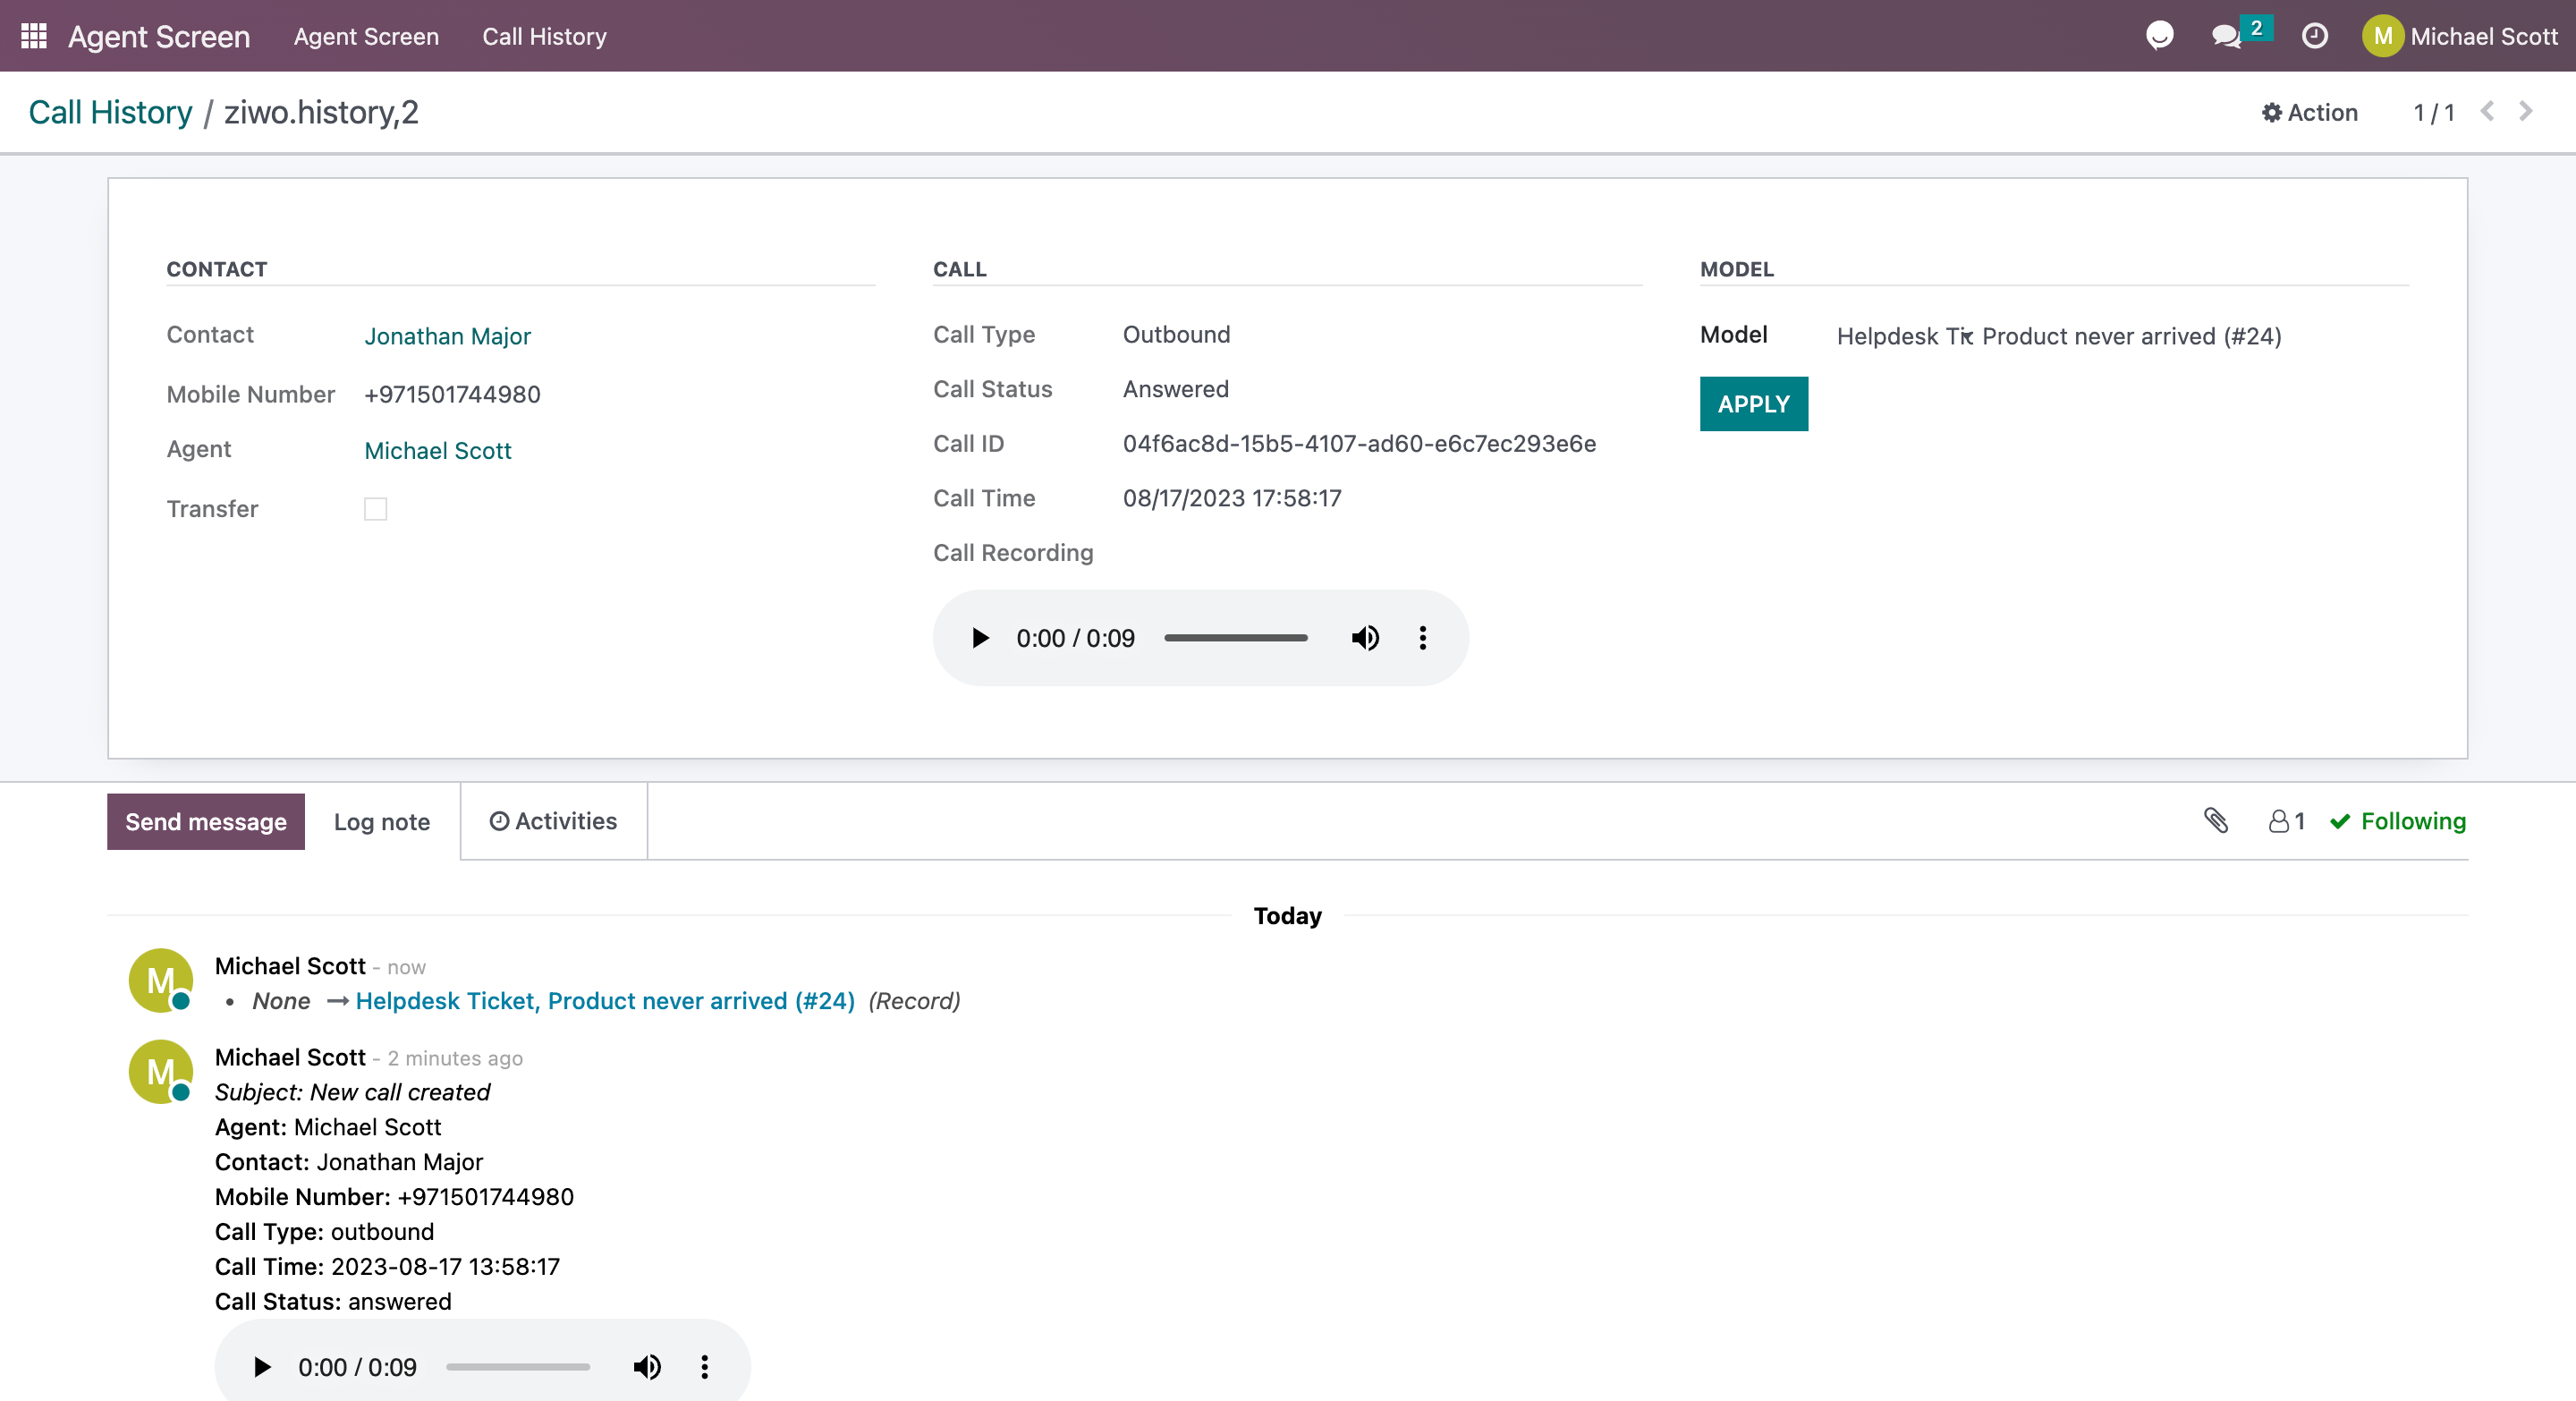 Agent Screen Agent Screen Call History 2 M Michael Scott
Call History / ziwo.history,2 Action 1 / 1
CONTACT
Contact Jonathan Major
Mobile Number +971501744980
Agent Michael Scott
Transfer
CALL
Call Type Outbound
Call Status Answered
Call ID 04f6ac8d-15b5-4107-ad60-e6c7ec293e6e
Call Time 08/17/2023 17:58:17
Call Recording
0:00 / 0:09
MODEL
Model Helpdesk Tic Product never arrived (#24)
APPLY
Send message Log note Activities 1 Following
Today
M Michael Scott - now
• None → Helpdesk Ticket, Product never arrived (#24) (Record)
M Michael Scott - 2 minutes ago
Subject: New call created
Agent: Michael Scott
Contact: Jonathan Major
Mobile Number: +971501744980
Call Type: outbound
Call Time: 2023-08-17 13:58:17
Call Status: answered
0:00 / 0:09